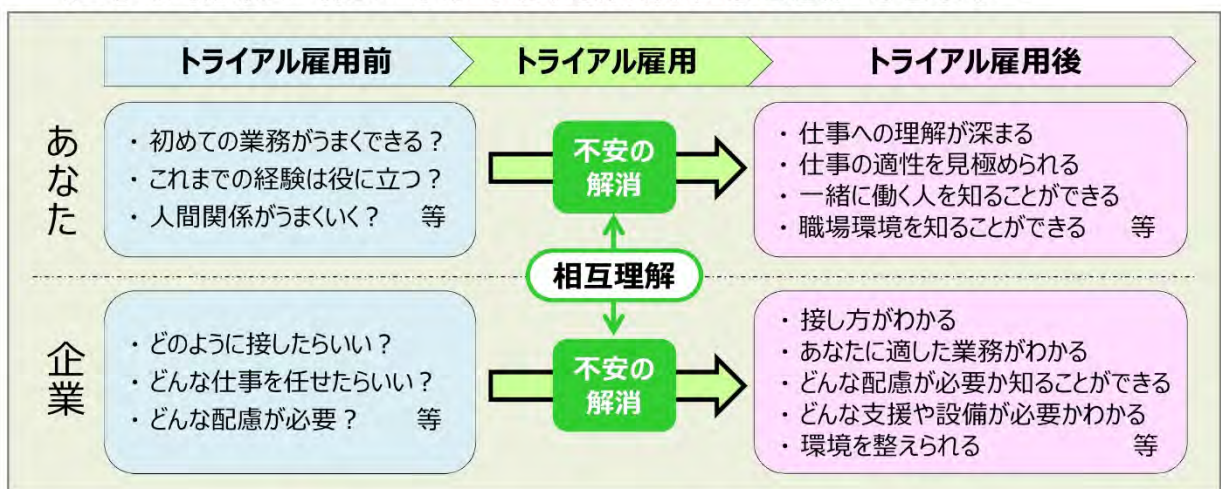 トライアル雇用前
トライアル雇用
トライアル雇用後
あなた
・ 初めての業務がうまくできる？
・ これまでの経験は役に立つ？
・ 人間関係がうまくいく？ 等
不安の
解消
・ 仕事への理解が深まる
・ 仕事の適性を見極められる
・ 一緒に働く人を知ることができる
・ 職場環境を知ることができる 等
相互理解
企業
・ どのように接したらいい？
・ どんな仕事を任せたらいい？
・ どんな配慮が必要？ 等
不安の
解消
・ 接し方がわかる
・ あなたに適した業務がわかる
・ どんな配慮が必要か知ることができる
・ どんな支援や設備が必要かわかる
・ 環境を整えられる 等